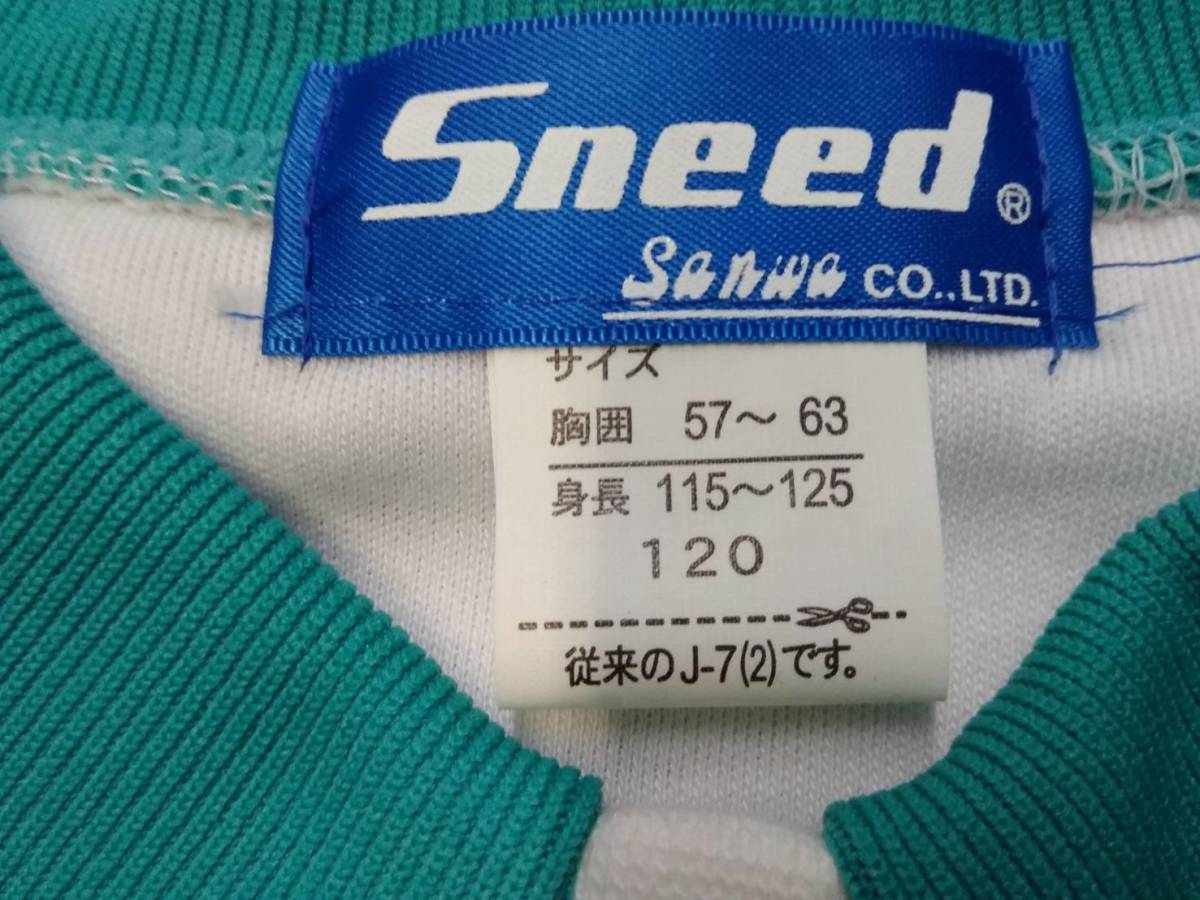 Sneed ®
Sanwa CO.,LTD.
サイズ
胸囲 57～ 63
身長 115～125
120
従来のJ-7(2)です。